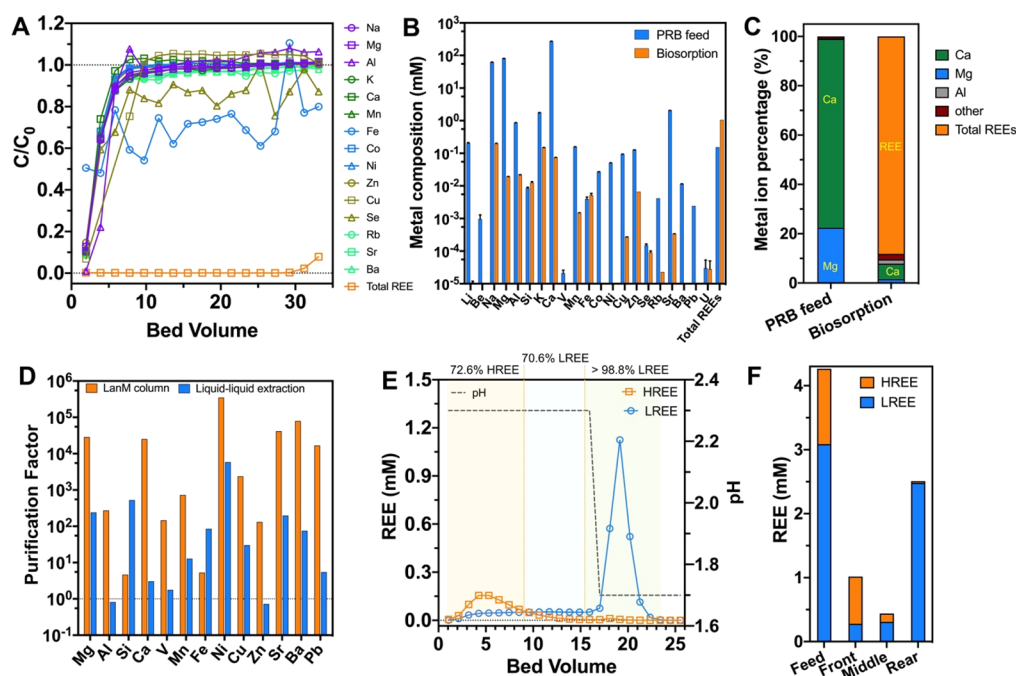 A
C/C0
1.2
1.0
0.8
0.6
0.4
0.2
0.0
0
10
20
30
Bed Volume
Na
Mg
Al
K
Ca
Mn
Fe
Co
Ni
Zn
Cu
Se
Rb
Sr
Ba
Total REE
B
Metal composition (mM)
10^3
10^2
10^1
10^0
10^-1
10^-2
10^-3
10^-4
10^-5
PRB feed
Biosorption
Li
Be
Na
Mg
Al
Si
K
Ca
V
Mn
Fe
Co
Ni
Cu
Zn
Se
Rb
Sr
Ba
Pb
U
Total REEs
C
Metal ion percentage (%)
100
80
60
40
20
0
Ca
Mg
REE
Ca
PRB feed
Biosorption
Ca
Mg
Al
other
Total REEs
D
Purification Factor
10^6
10^5
10^4
10^3
10^2
10^1
10^0
10^-1
LanM column
Liquid-liquid extraction
Mg
Al
Si
Ca
V
Mn
Fe
Ni
Cu
Zn
Sr
Ba
Pb
E
70.6% LREE
72.6% HREE
> 98.8% LREE
REE (mM)
1.5
1.2
0.9
0.6
0.3
0.0
pH
HREE
LREE
2.4
2.2
2.0
1.8
1.6
pH
0
5
10
15
20
25
Bed Volume
F
REE (mM)
4
3
2
1
0
HREE
LREE
Feed
Front
Middle
Rear